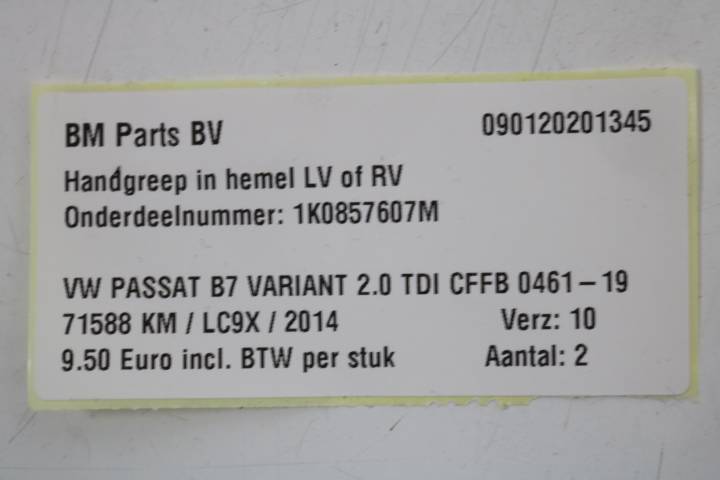 BM Parts BV 090120201345
Handgreep in hemel LV of RV
Onderdeelnummer: 1K0857607M
VW PASSAT B7 VARIANT 2.0 TDI CFFB 0461-19
71588 KM / LC9X / 2014 Verz: 10
9.50 Euro incl. BTW per stuk Aantal: 2